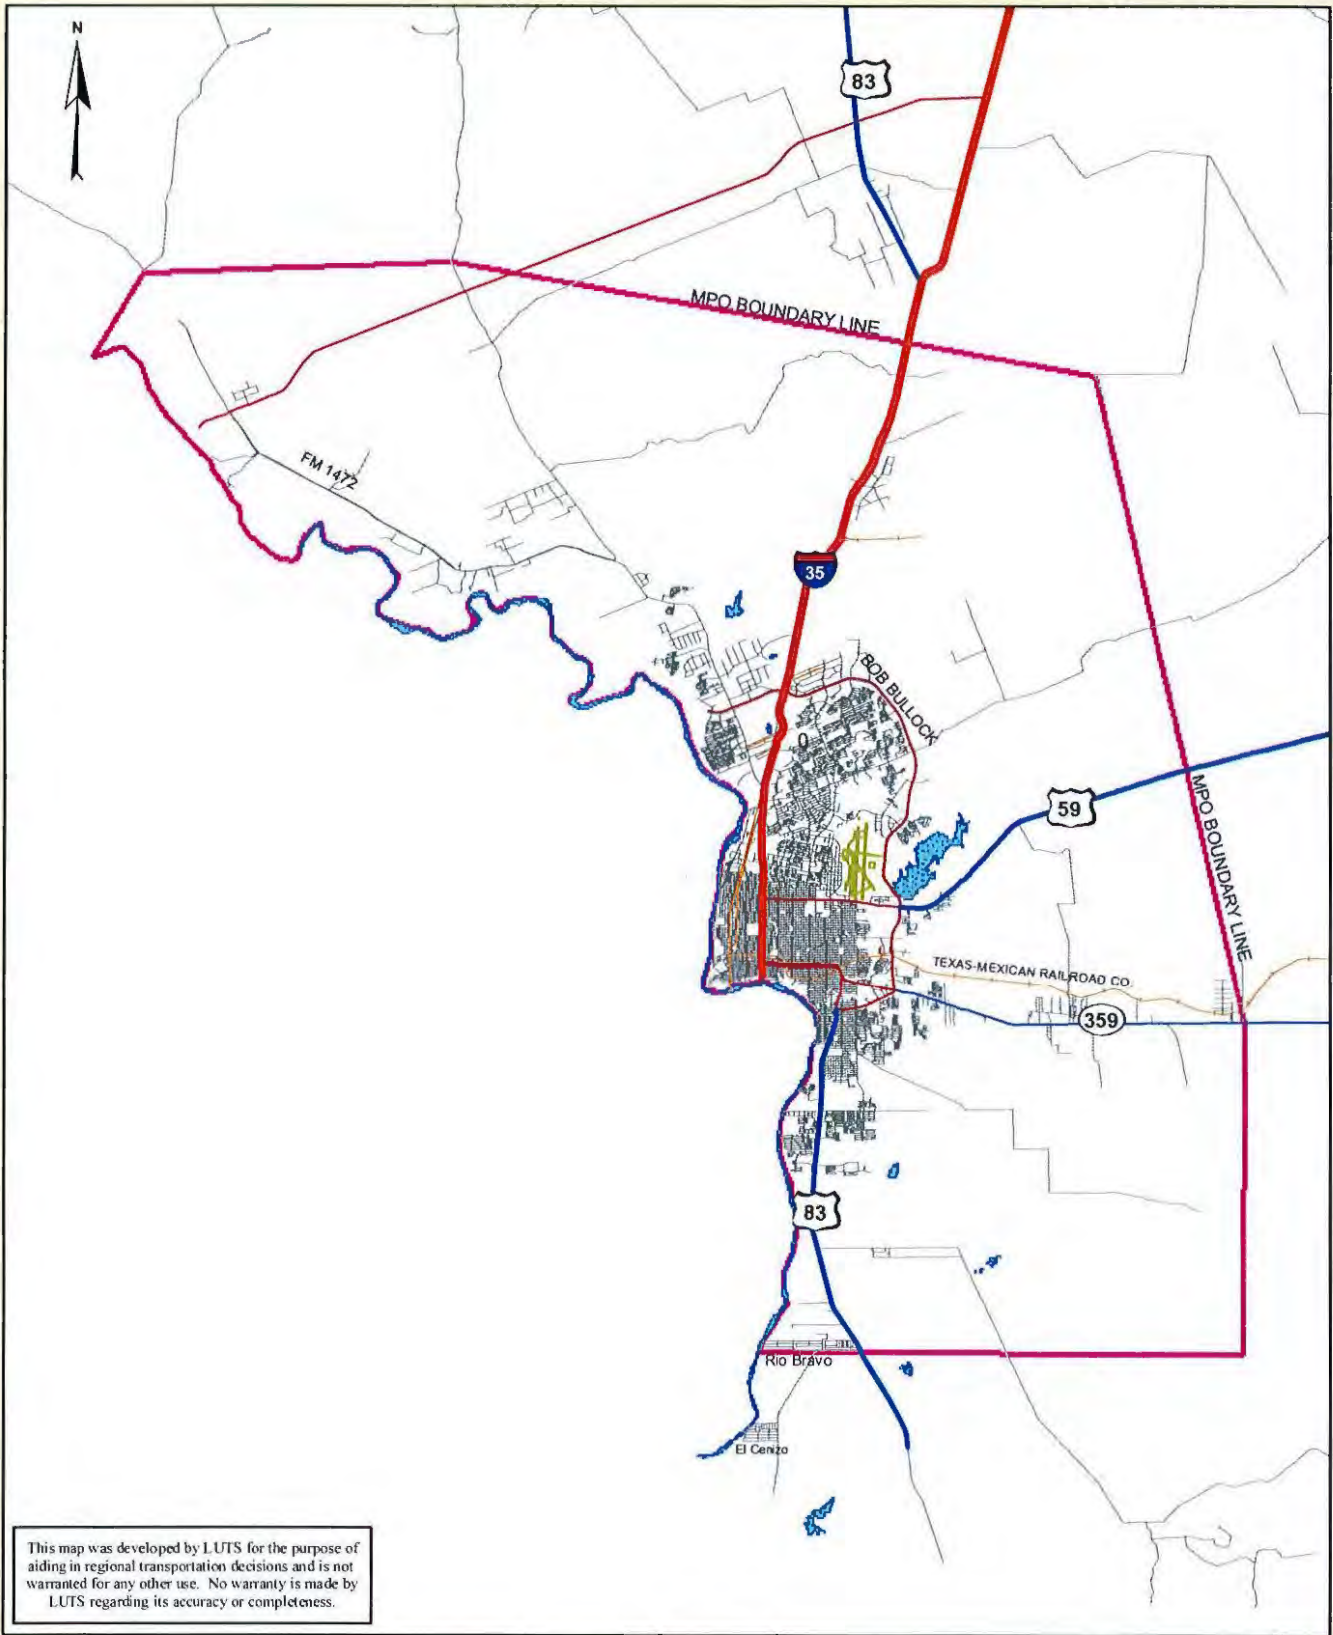 N
83
MPO BOUNDARY LINE
FM 1472
35
BOB BULLOCK
0
59
MPO BOUNDARY LINE
TEXAS-MEXICAN RAILROAD CO.
359
83
Rio Bravo
El Cenizo
This map was developed by LUTS for the purpose of
aiding in regional transportation decisions and is not
warranted for any other use. No warranty is made by
LUTS regarding its accuracy or completeness.